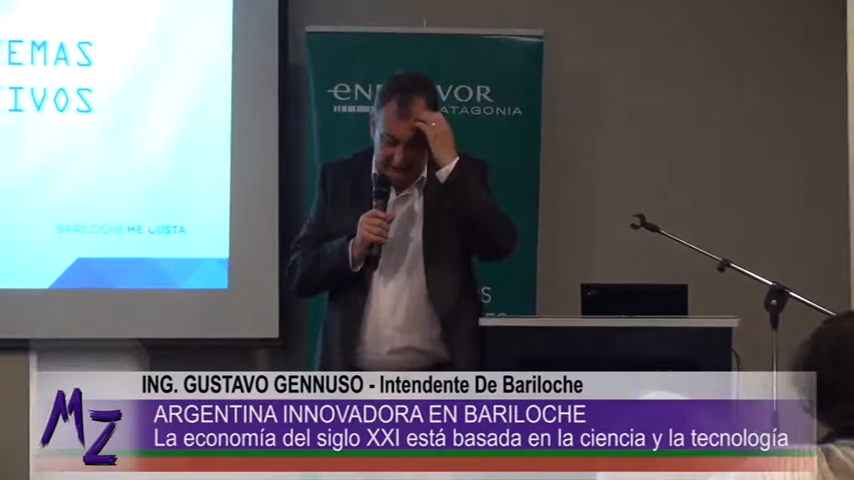 EMAS
IVOS
BARILOCHE ME GUSTA
PATAGONIA
MZ
ING. GUSTAVO GENNUSO - Intendente De Bariloche
ARGENTINA INNOVADORA EN BARILOCHE
La economía del siglo XXI está basada en la ciencia y la tecnología